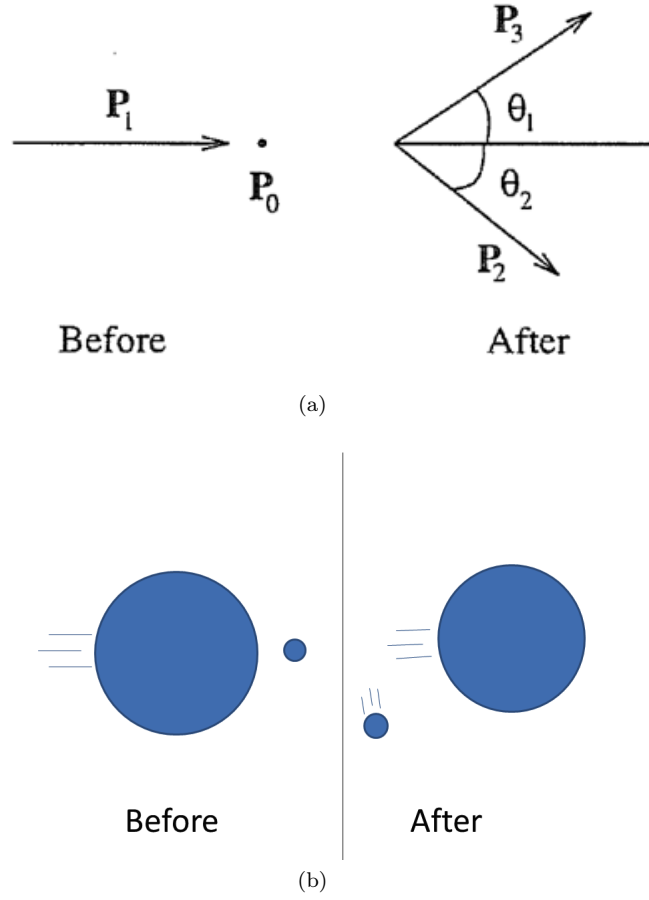 P₃
P₁
θ₁
P₀
θ₂
P₂
Before After
(a)
Before After
(b)